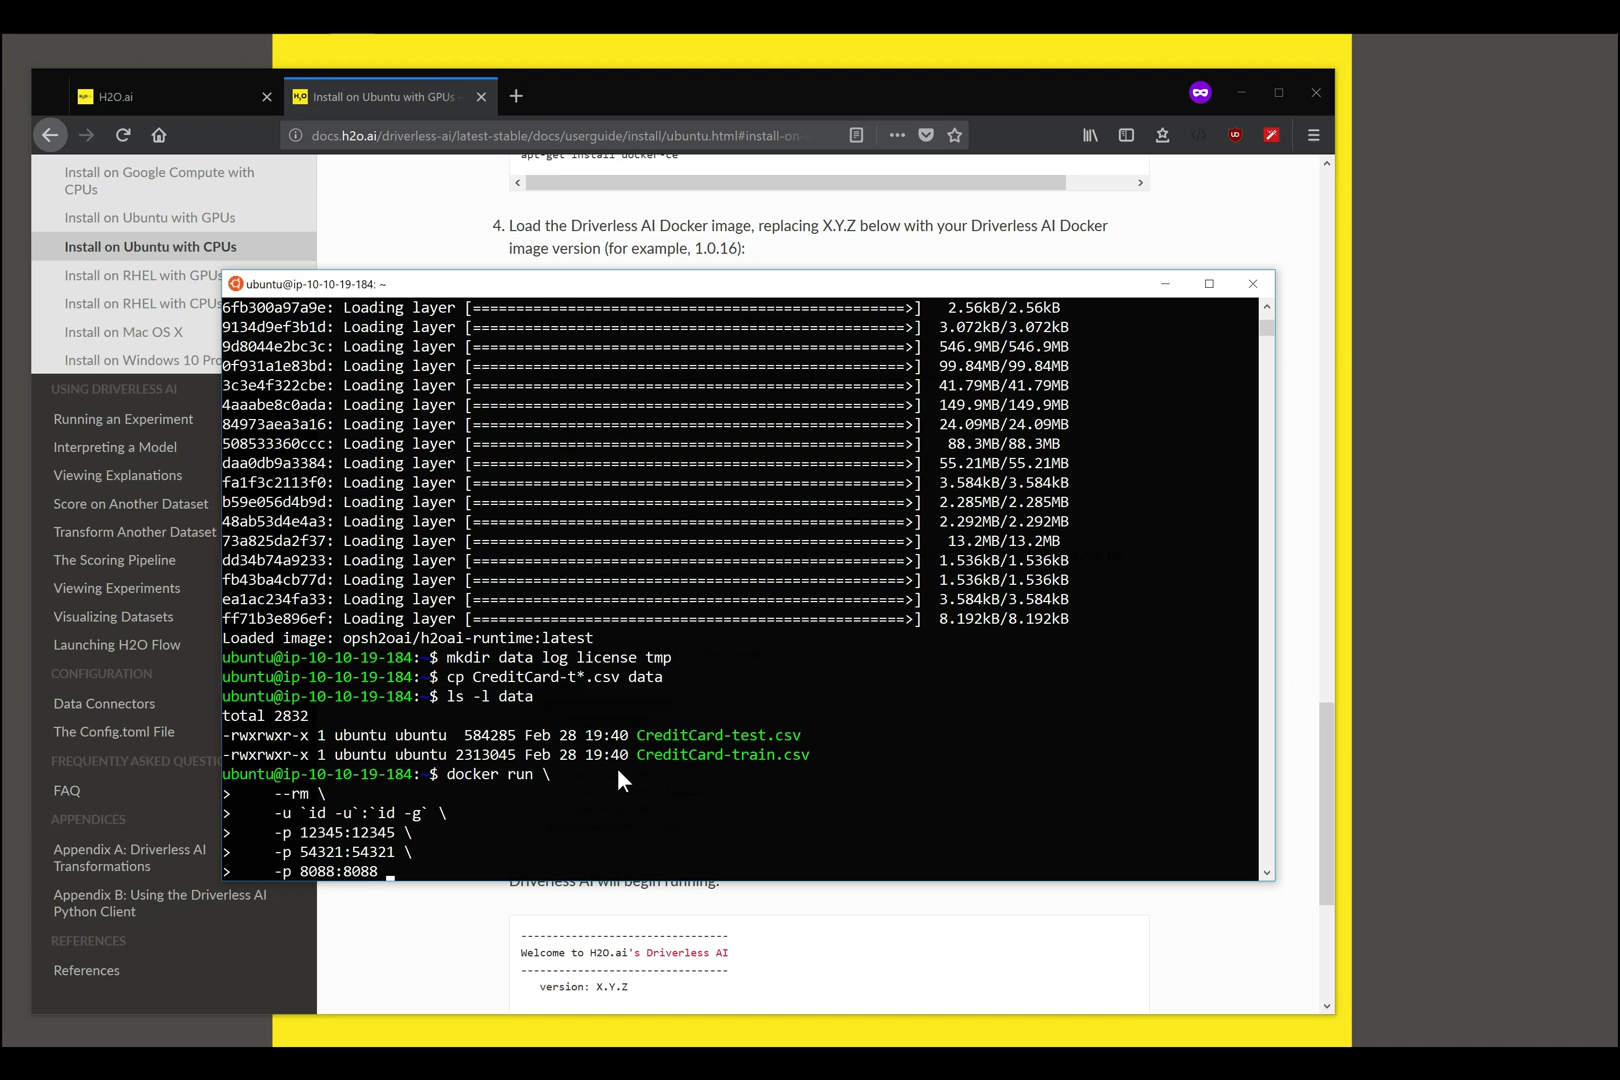 H2O.ai
Install on Ubuntu with GPUs
docs.h2o.ai/driverless-ai/latest-stable/docs/userguide/install/ubuntu.html#install-on-
Install on Google Compute with
CPUs
Install on Ubuntu with GPUs
Install on Ubuntu with CPUs
Install on RHEL with GPUs
Install on RHEL with CPUs
Install on Mac OS X
Install on Windows 10 Pro
USING DRIVERLESS AI
Running an Experiment
Interpreting a Model
Viewing Explanations
Score on Another Dataset
Transform Another Dataset
The Scoring Pipeline
Viewing Experiments
Visualizing Datasets
Launching H2O Flow
CONFIGURATION
Data Connectors
The Config.toml File
FREQUENTLY ASKED QUESTIO
FAQ
APPENDICES
Appendix A: Driverless AI
Transformations
Appendix B: Using the Driverless AI
Python Client
REFERENCES
References
apt-get install docker-ce
4. Load the Driverless AI Docker image, replacing X.Y.Z below with your Driverless AI Docker
image version (for example, 1.0.16):
ubuntu@ip-10-10-19-184: ~
6fb300a97a9e: Loading layer [==================================================>]  2.56kB/2.56kB
9134d9ef3b1d: Loading layer [==================================================>]  3.072kB/3.072kB
9d8044e2bc3c: Loading layer [==================================================>]  546.9MB/546.9MB
0f931a1e83bd: Loading layer [==================================================>]  99.84MB/99.84MB
3c3e4f322cbe: Loading layer [==================================================>]  41.79MB/41.79MB
4aaabe8c0ada: Loading layer [==================================================>]  149.9MB/149.9MB
84973aea3a16: Loading layer [==================================================>]  24.09MB/24.09MB
508533360ccc: Loading layer [==================================================>]  88.3MB/88.3MB
daa0db9a3384: Loading layer [==================================================>]  55.21MB/55.21MB
fa1f3c2113f0: Loading layer [==================================================>]  3.584kB/3.584kB
b59e056d4b9d: Loading layer [==================================================>]  2.285MB/2.285MB
48ab53d4e4a3: Loading layer [==================================================>]  2.292MB/2.292MB
73a825da2f37: Loading layer [==================================================>]  13.2MB/13.2MB
dd34b74a9233: Loading layer [==================================================>]  1.536kB/1.536kB
fb43ba4cb77d: Loading layer [==================================================>]  1.536kB/1.536kB
ea1ac234fa33: Loading layer [==================================================>]  3.584kB/3.584kB
ff71b3e896ef: Loading layer [==================================================>]  8.192kB/8.192kB
Loaded image: opsh2oai/h2oai-runtime:latest
ubuntu@ip-10-10-19-184:~$ mkdir data log license tmp
ubuntu@ip-10-10-19-184:~$ cp CreditCard-t*.csv data
ubuntu@ip-10-10-19-184:~$ ls -l data
total 2832
-rwxrwxr-x 1 ubuntu ubuntu  584285 Feb 28 19:40 CreditCard-test.csv
-rwxrwxr-x 1 ubuntu ubuntu 2313045 Feb 28 19:40 CreditCard-train.csv
ubuntu@ip-10-10-19-184:~$ docker run \
>     --rm \
>     -u `id -u`:`id -g` \
>     -p 12345:12345 \
>     -p 54321:54321 \
>     -p 8088:8088
Driverless AI will begin running:
---------------------------------
Welcome to H2O.ai's Driverless AI
---------------------------------
version: X.Y.Z